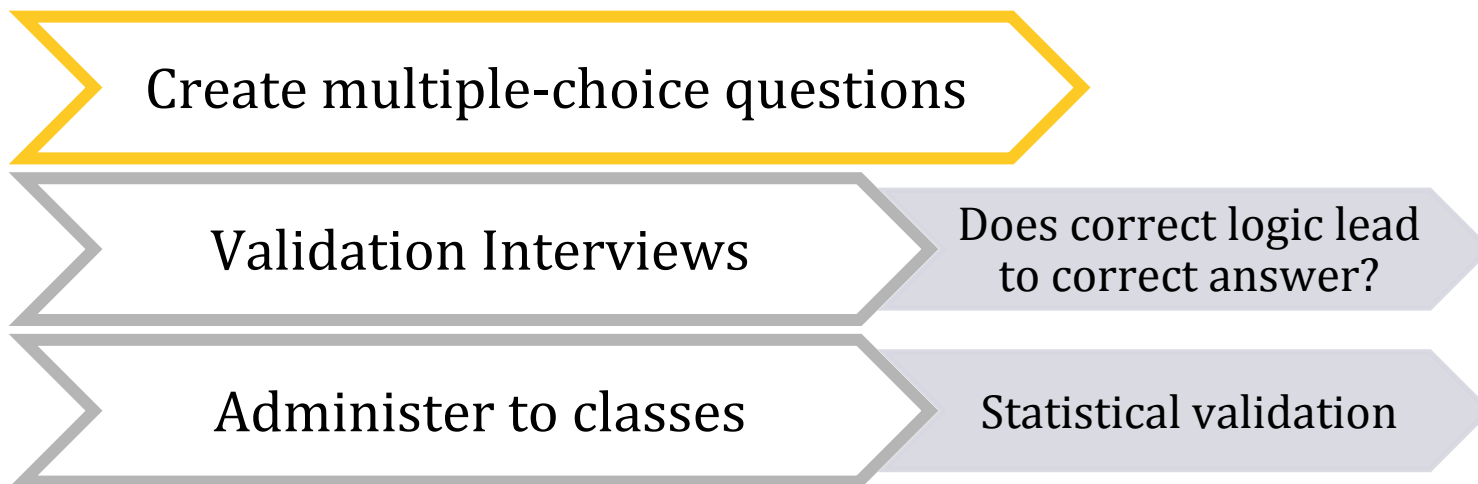 Create multiple-choice questions
Validation Interviews
Does correct logic lead
to correct answer?
Administer to classes
Statistical validation